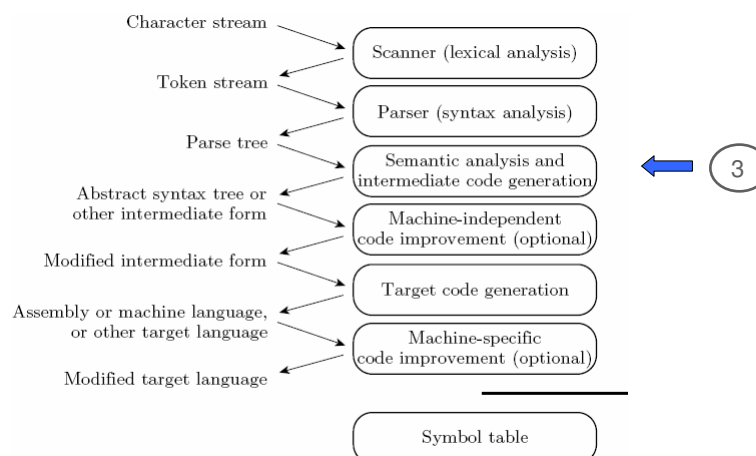 Character stream
Scanner (lexical analysis)
Token stream
Parser (syntax analysis)
Parse tree
Semantic analysis and
intermediate code generation
3
Abstract syntax tree or
other intermediate form
Machine-independent
code improvement (optional)
Modified intermediate form
Target code generation
Assembly or machine language,
or other target language
Machine-specific
code improvement (optional)
Modified target language
Symbol table